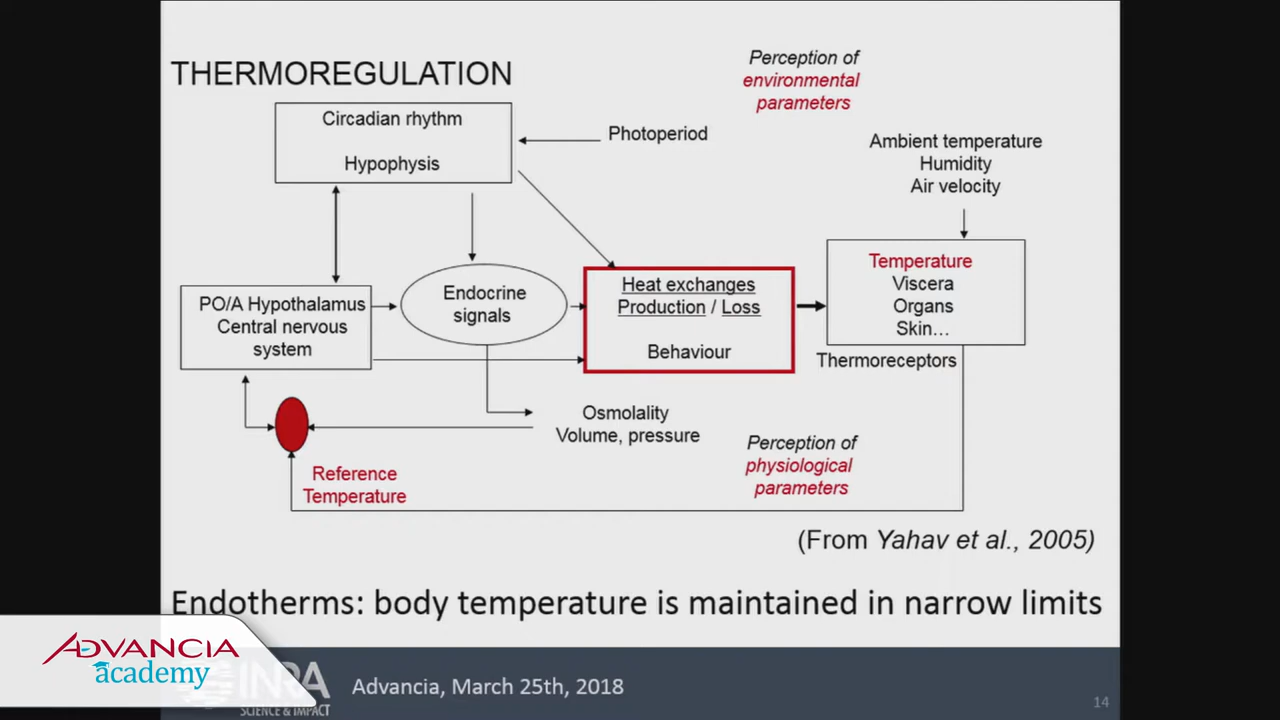 THERMOREGULATION
Perception of
environmental
parameters
Circadian rhythm
Hypophysis
Photoperiod
Ambient temperature
Humidity
Air velocity
PO/A Hypothalamus
Central nervous
system
Endocrine
signals
Heat exchanges
Production / Loss
Behaviour
Temperature
Viscera
Organs
Skin…
Thermoreceptors
Osmolality
Volume, pressure
Perception of
physiological
parameters
Reference
Temperature
(From Yahav et al., 2005)
Endotherms: body temperature is maintained in narrow limits
ADVANCIA
academy
INRA
SCIENCE & IMPACT
Advancia, March 25th, 2018
14